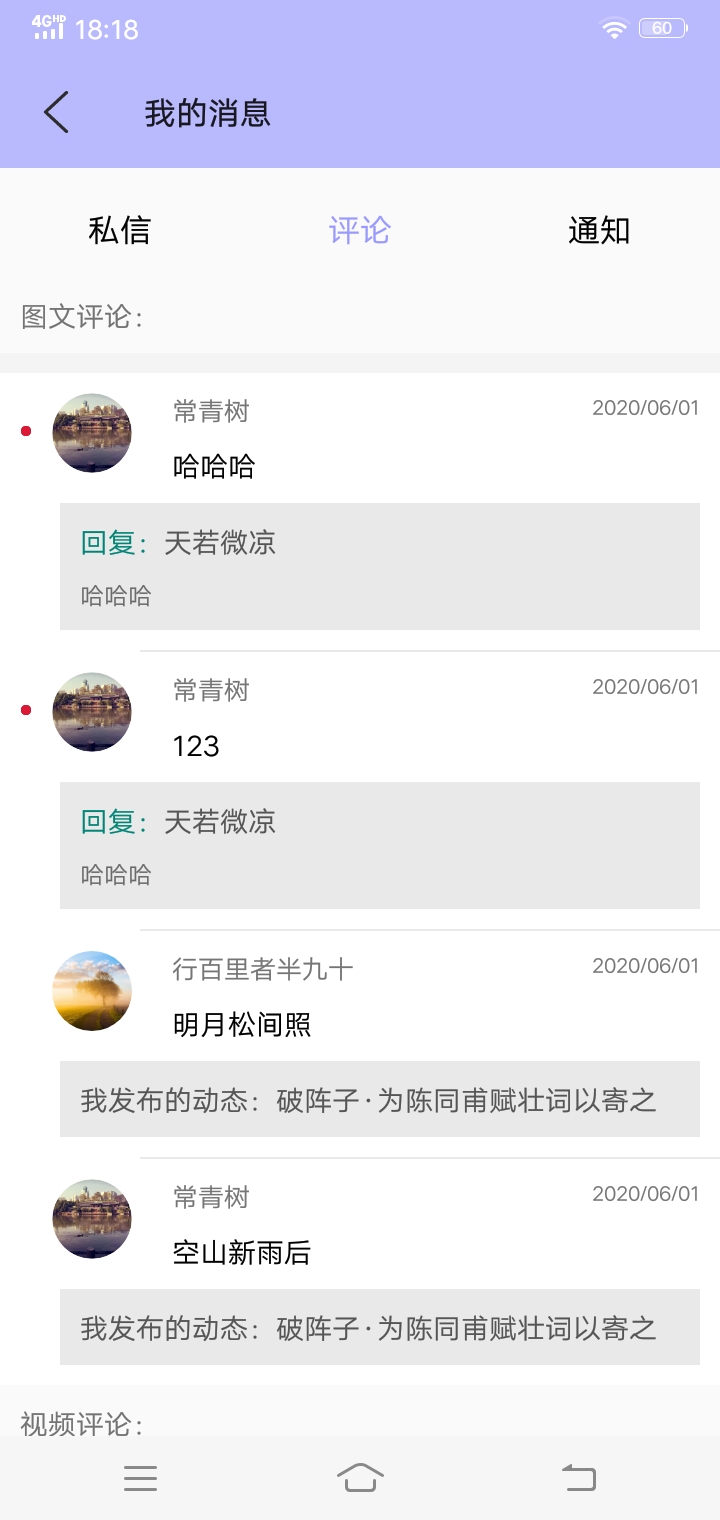 4G HD 18:18 60
我的消息
私信 评论 通知
图文评论:
常青树 2020/06/01
哈哈哈
回复: 天若微凉
哈哈哈
常青树 2020/06/01
123
回复: 天若微凉
哈哈哈
行百里者半九十 2020/06/01
明月松间照
我发布的动态: 破阵子·为陈同甫赋壮词以寄之
常青树 2020/06/01
空山新雨后
我发布的动态: 破阵子·为陈同甫赋壮词以寄之
视频评论: